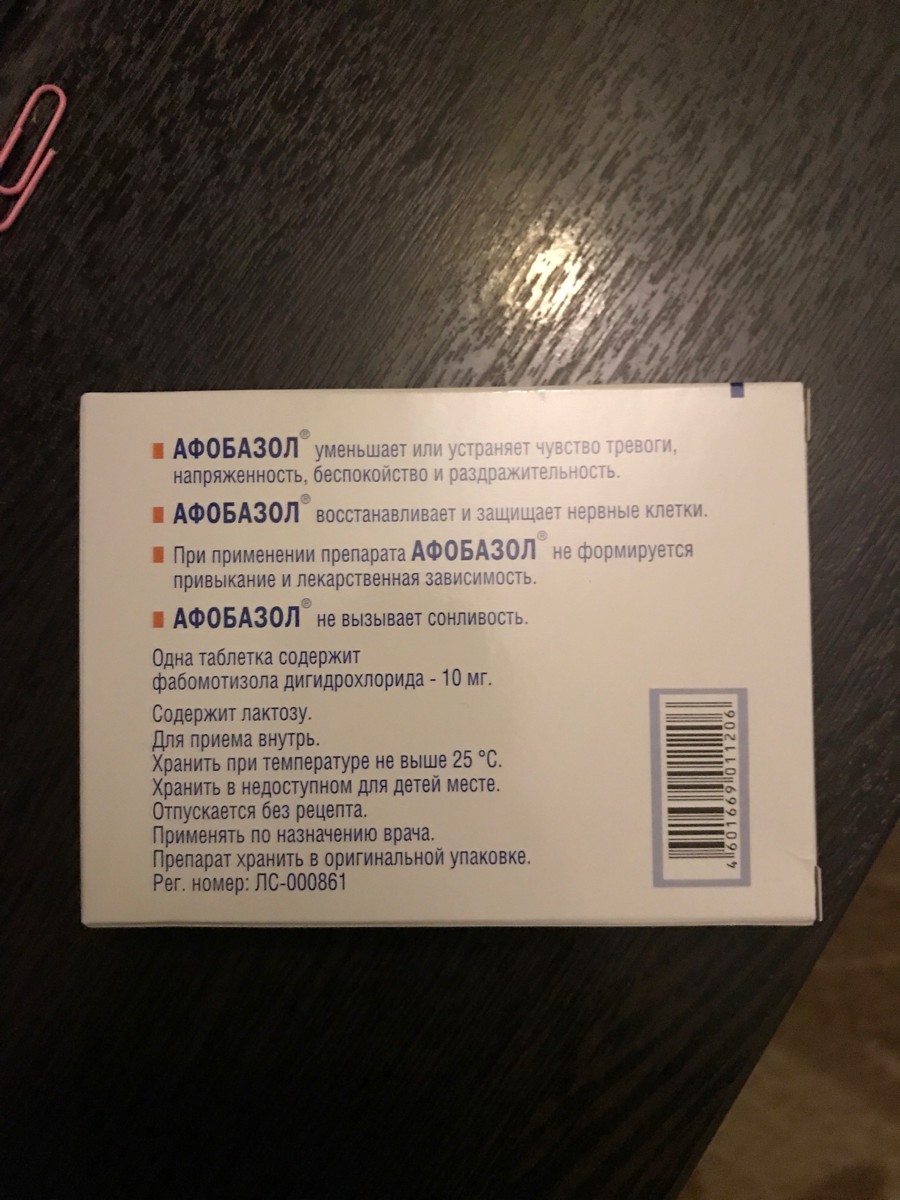 АФОБАЗОЛ® уменьшает или устраняет чувство тревоги,
напряженность, беспокойство и раздражительность.
АФОБАЗОЛ® восстанавливает и защищает нервные клетки.
При применении препарата АФОБАЗОЛ® не формируется
привыкание и лекарственная зависимость.
АФОБАЗОЛ® не вызывает сонливость.
Одна таблетка содержит
фабомотизола дигидрохлорида - 10 мг.
Содержит лактозу.
Для приема внутрь.
Хранить при температуре не выше 25 °C.
Хранить в недоступном для детей месте.
Отпускается без рецепта.
Применять по назначению врача.
Препарат хранить в оригинальной упаковке.
Рег. номер: ЛС-000861
4 601669 011206